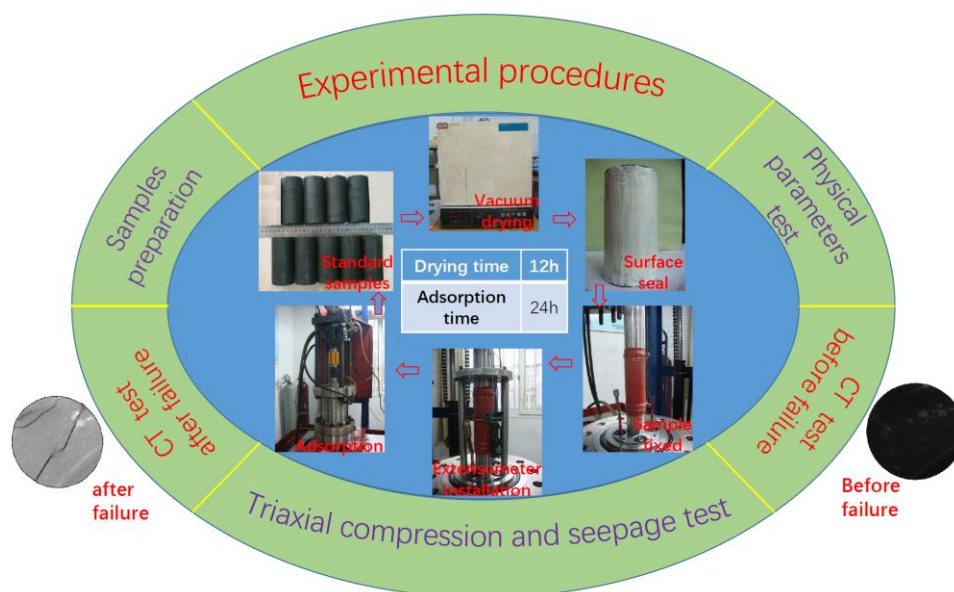 Experimental procedures
Samples
preparation
Physical
parameters
test
Vacuum
drying
Standard
samples
Surface
seal
Drying time 12h
Adsorption
time 24h
CT test
after failure
CT test
before failure
Adsorption
Extensometer
installation
Sample
fixed
after
failure
Before
failure
Triaxial compression and seepage test